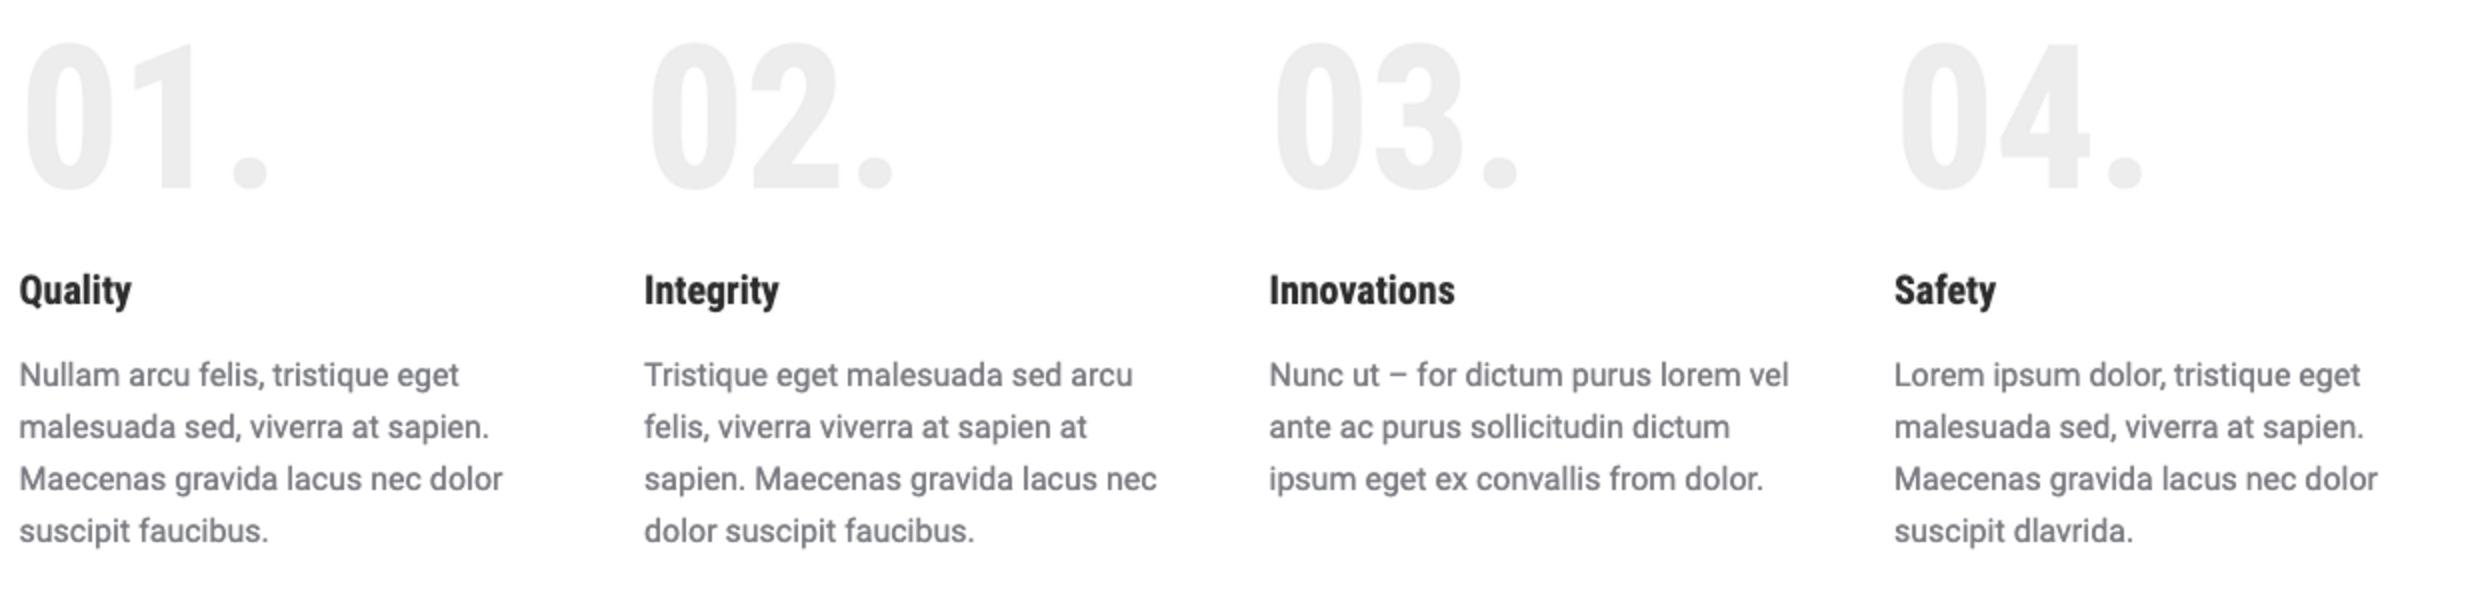 01.
Quality
Nullam arcu felis, tristique eget
malesuada sed, viverra at sapien.
Maecenas gravida lacus nec dolor
suscipit faucibus.
02.
Integrity
Tristique eget malesuada sed arcu
felis, viverra viverra at sapien at
sapien. Maecenas gravida lacus nec
dolor suscipit faucibus.
03.
Innovations
Nunc ut – for dictum purus lorem vel
ante ac purus sollicitudin dictum
ipsum eget ex convallis from dolor.
04.
Safety
Lorem ipsum dolor, tristique eget
malesuada sed, viverra at sapien.
Maecenas gravida lacus nec dolor
suscipit dlavrida.